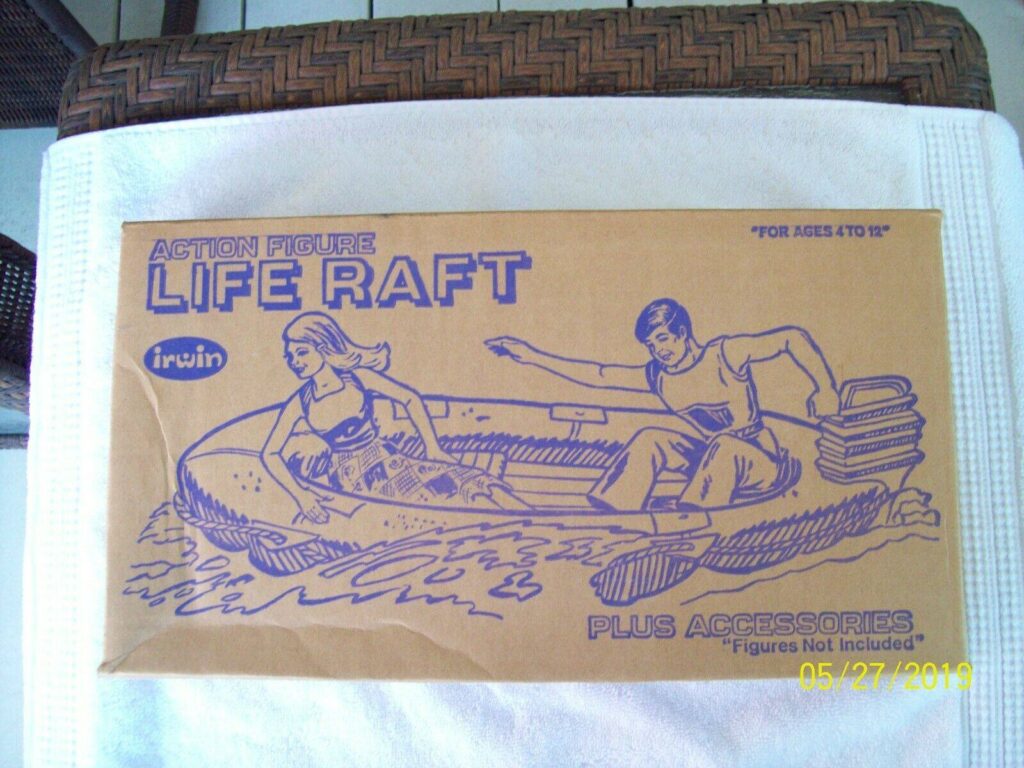 ACTION FIGURE
LIFE RAFT
"FOR AGES 4 TO 12"
irwin
PLUS ACCESSORIES
"Figures Not Included"
05/27/2019